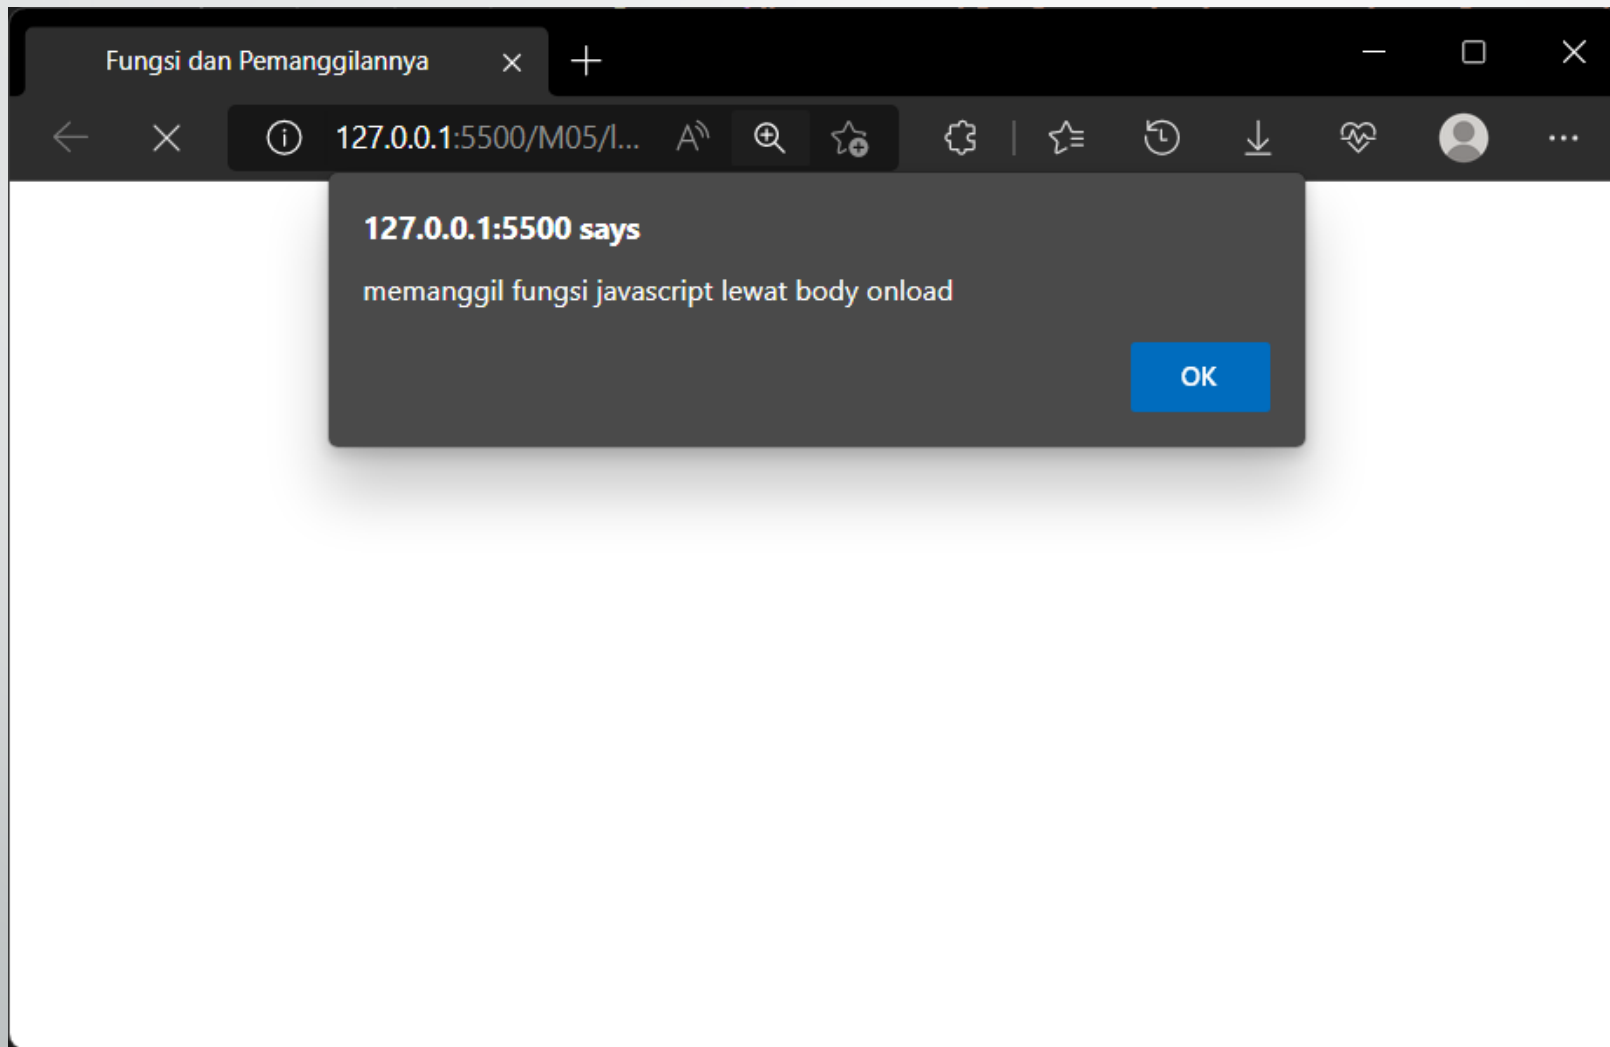 Fungsi dan Pemanggilannya
127.0.0.1:5500/M05/l...
127.0.0.1:5500 says
memanggil fungsi javascript lewat body onload
OK